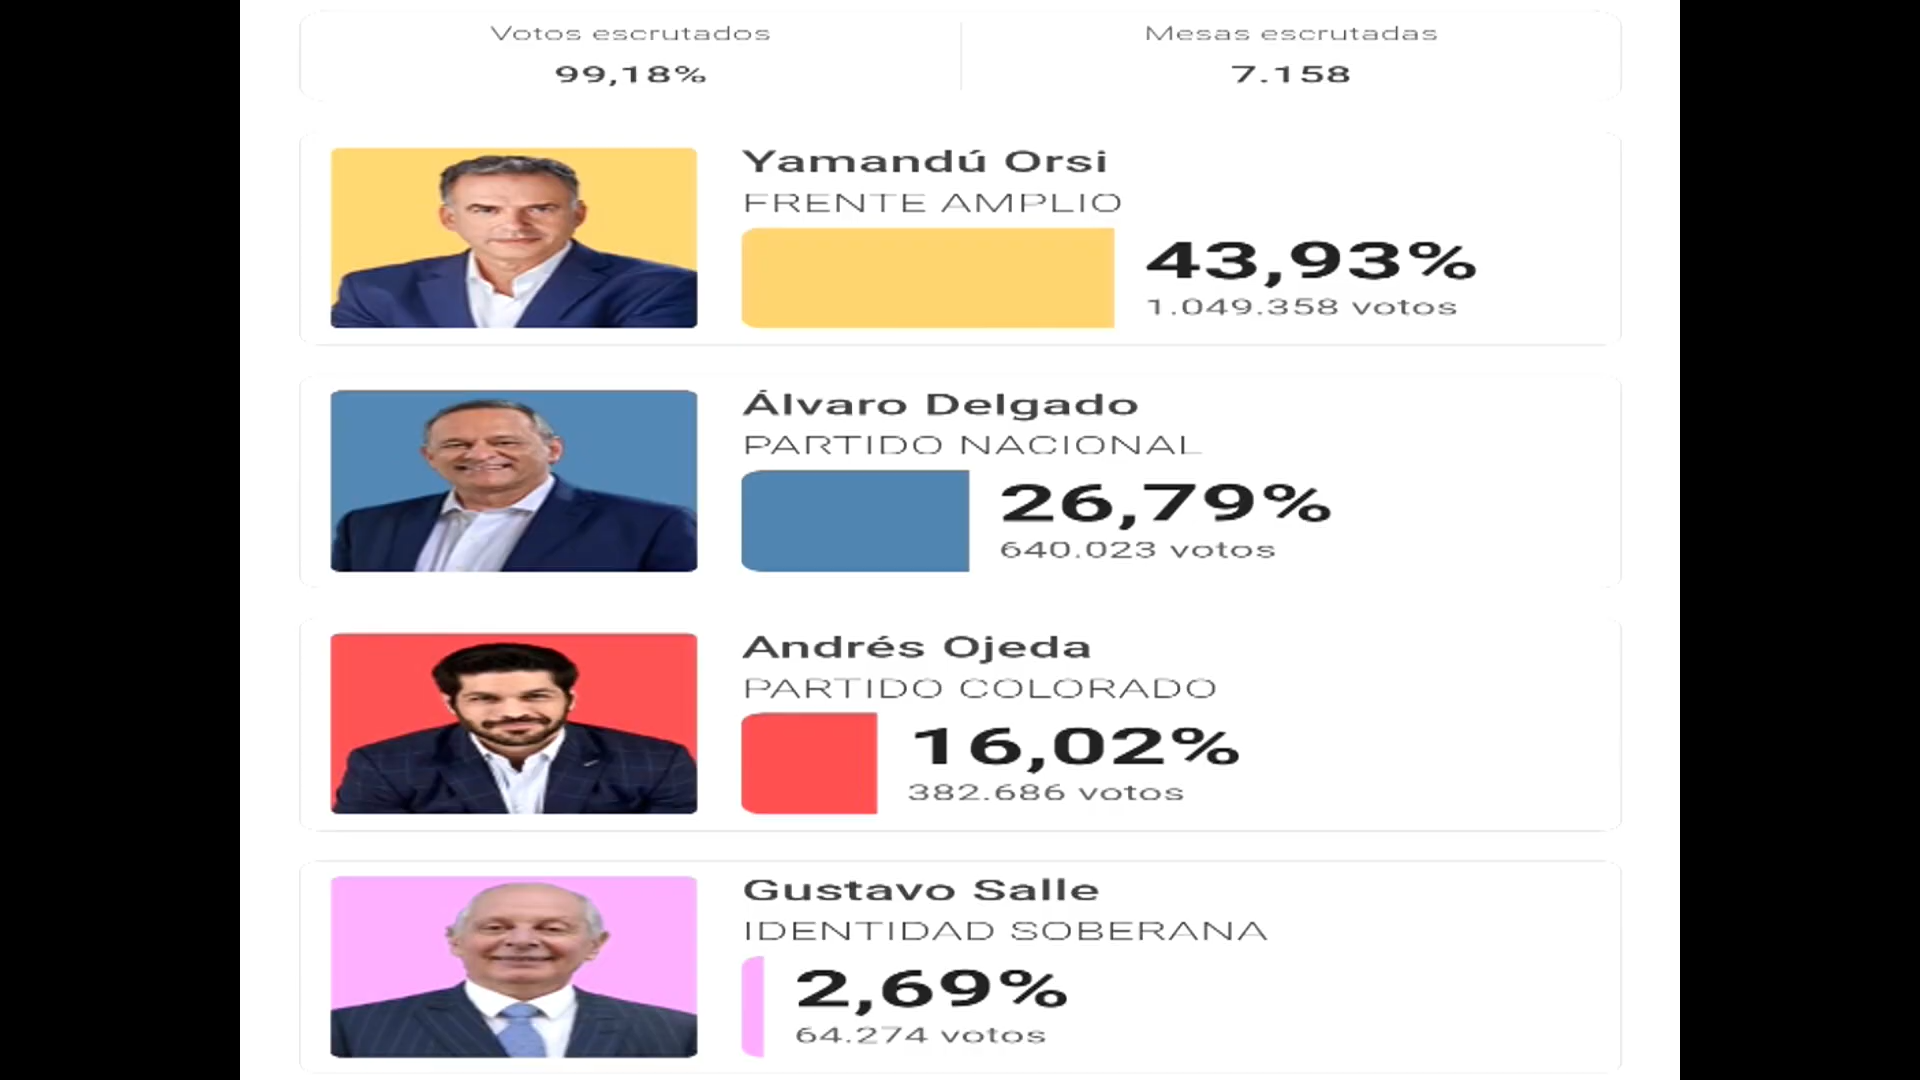 Votos escrutados
99,18%
Mesas escrutadas
7.158
Yamandú Orsi
FRENTE AMPLIO
43,93%
1.049.358 votos
Álvaro Delgado
PARTIDO NACIONAL
26,79%
640.023 votos
Andrés Ojeda
PARTIDO COLORADO
16,02%
382.686 votos
Gustavo Salle
IDENTIDAD SOBERANA
2,69%
64.274 votos